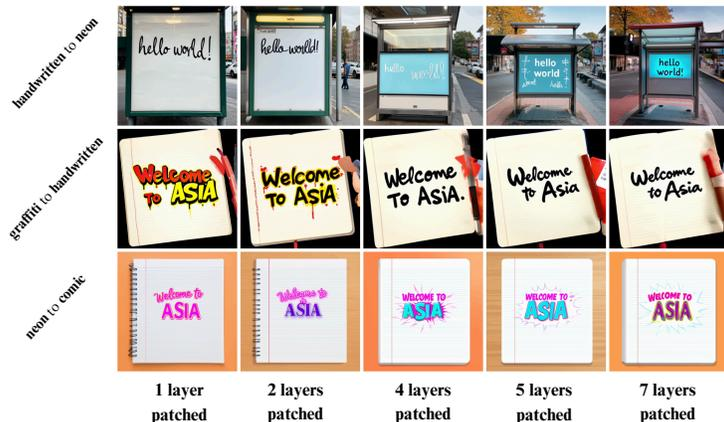 handwritten to neon
hello world!
hello world!
hello world!
hello
world
hello
world!
graffiti to handwritten
Welcome
TO ASIA
Welcome
TO ASIA
Welcome
TO ASIA.
Welcome
to Asia
Welcome
to Asia
neon to comic
Welcome to
ASIA
Welcome to
ASIA
WELCOME TO
ASIA
WELCOME TO
ASIA
WELCOME TO
ASIA
1 layer
patched
2 layers
patched
4 layers
patched
5 layers
patched
7 layers
patched